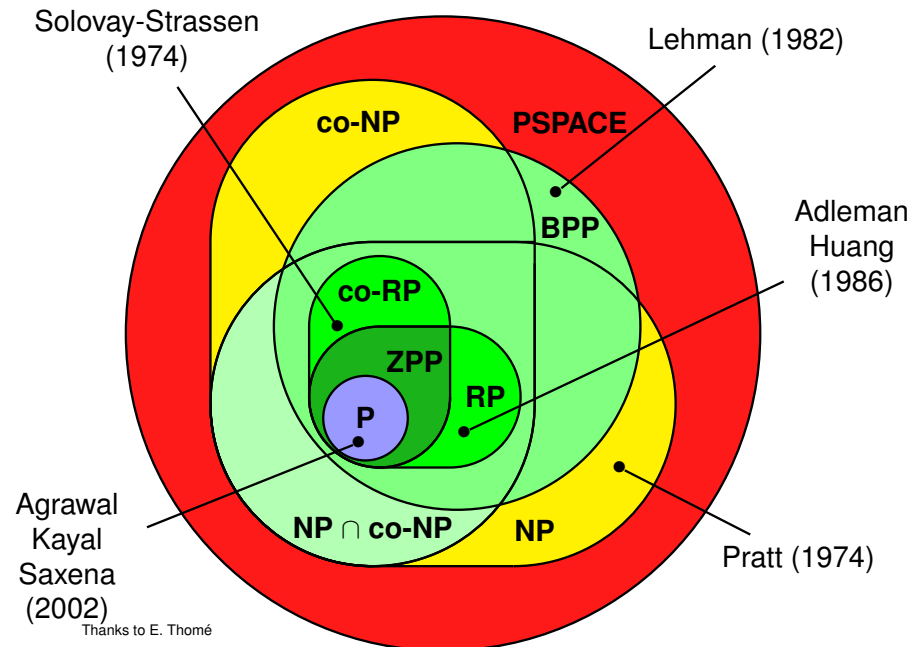 Solovay-Strassen
(1974)
Lehman (1982)
co-NP
PSPACE
BPP
Adleman
Huang
(1986)
co-RP
ZPP
RP
P
Agrawal
Kayal
Saxena
(2002)
NP ∩ co-NP
NP
Pratt (1974)
Thanks to E. Thomé